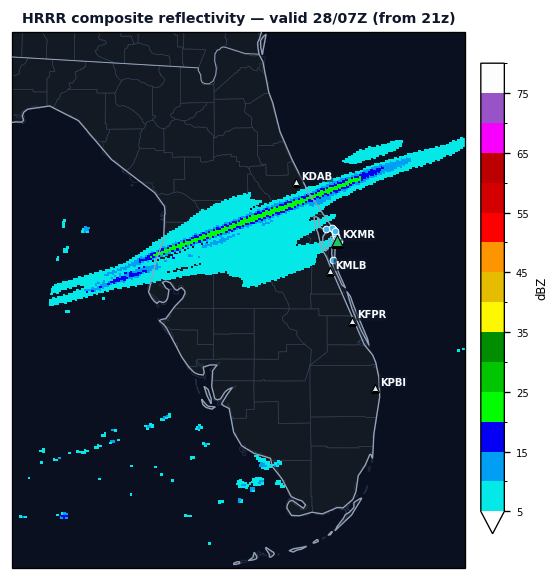 HRRR composite reflectivity — valid 28/07Z (from 21z)
KDAB
KXMR
KMLB
KFPR
KPBI
75
65
55
45
35
25
15
5
dBZ